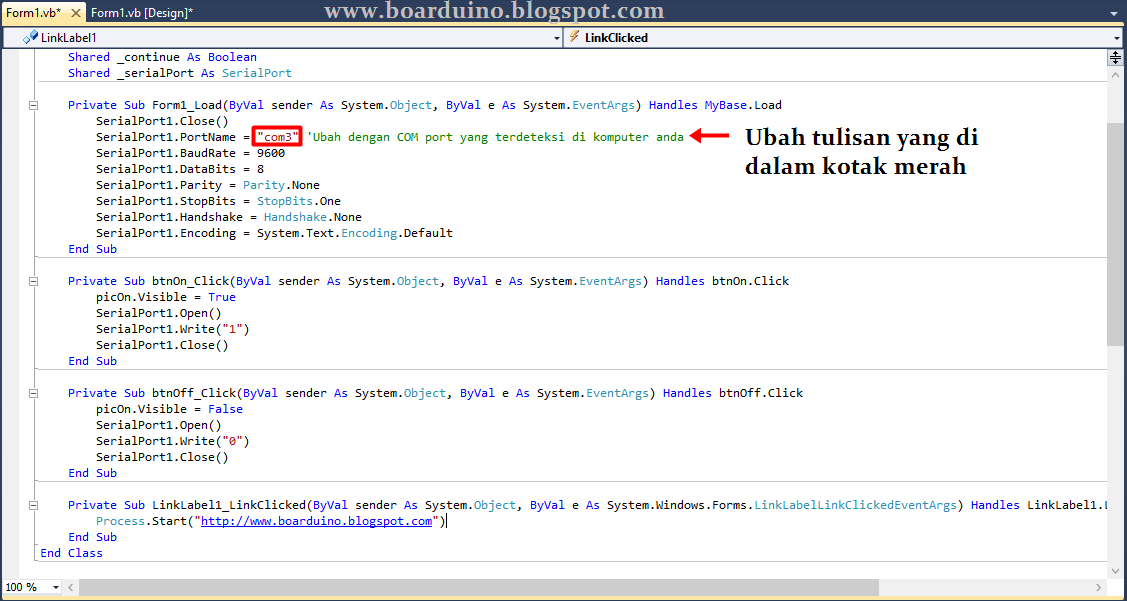 www.boarduino.blogspot.com
Form1.vb* Form1.vb [Design]*
LinkLabel1 LinkClicked
Shared _continue As Boolean
Shared _serialPort As SerialPort
Private Sub Form1_Load(ByVal sender As System.Object, ByVal e As System.EventArgs) Handles MyBase.Load
SerialPort1.Close()
SerialPort1.PortName = "com3" 'Ubah dengan COM port yang terdeteksi di komputer anda
Ubah tulisan yang di
dalam kotak merah
SerialPort1.BaudRate = 9600
SerialPort1.DataBits = 8
SerialPort1.Parity = Parity.None
SerialPort1.StopBits = StopBits.One
SerialPort1.Handshake = Handshake.None
SerialPort1.Encoding = System.Text.Encoding.Default
End Sub
Private Sub btnOn_Click(ByVal sender As System.Object, ByVal e As System.EventArgs) Handles btnOn.Click
picOn.Visible = True
SerialPort1.Open()
SerialPort1.Write("1")
SerialPort1.Close()
End Sub
Private Sub btnOff_Click(ByVal sender As System.Object, ByVal e As System.EventArgs) Handles btnOff.Click
picOn.Visible = False
SerialPort1.Open()
SerialPort1.Write("0")
SerialPort1.Close()
End Sub
Private Sub LinkLabel1_LinkClicked(ByVal sender As System.Object, ByVal e As System.Windows.Forms.LinkLabelLinkClickedEventArgs) Handles LinkLabel1.
Process.Start("http://www.boarduino.blogspot.com")
End Sub
End Class
100 %